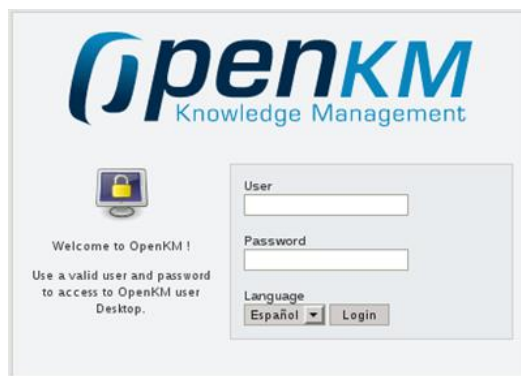 OpenKM
Knowledge Management
Welcome to OpenKM !
Use a valid user and password
to access to OpenKM user
Desktop.
User
Password
Language
Español Login